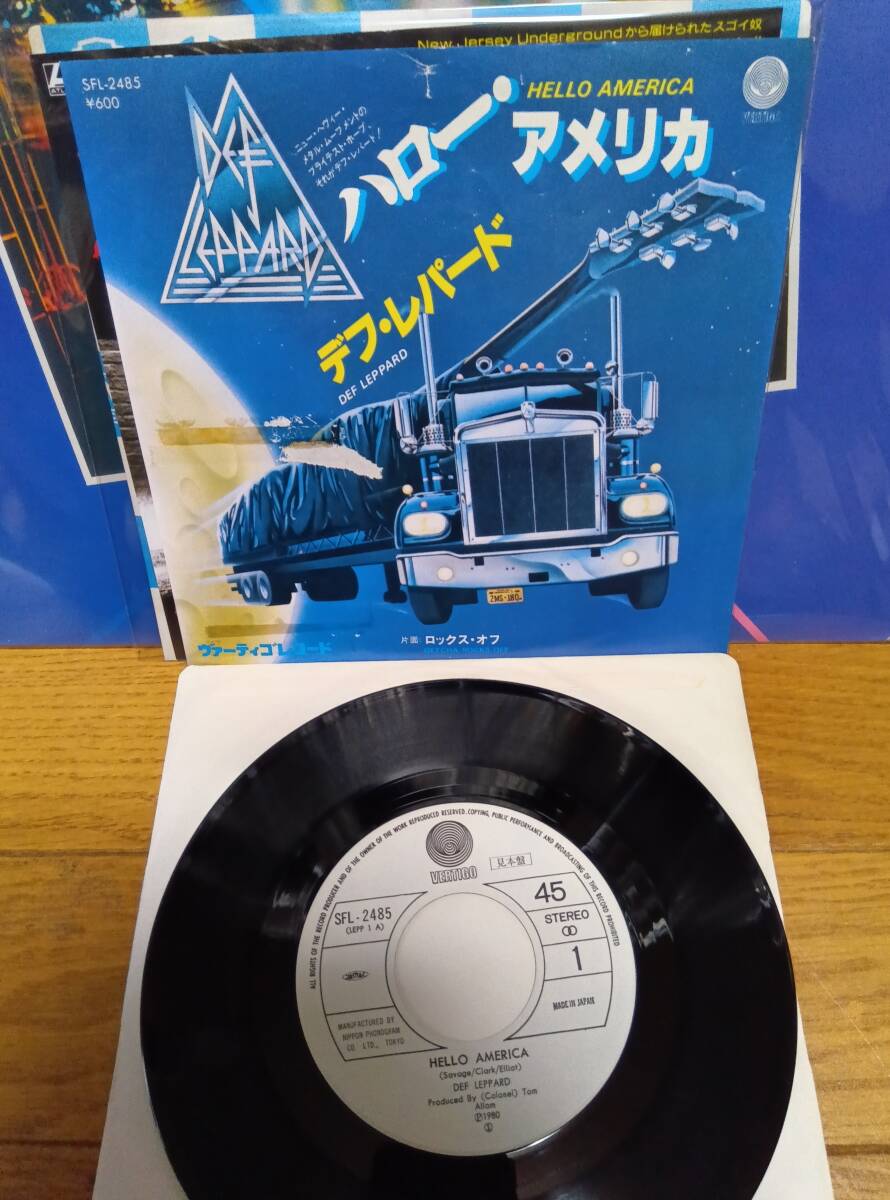 New Jersey Undergroundから届けられたスゴイ奴
SFL-2485
¥600
DEF
LEPPARD
ニュー・ヘヴィー・
メタル・ムーブメントの
ブライテスト・ホープ、
それがデフ・レパード!
HELLO AMERICA
ハロー・
アメリカ
VERTIGO
デフ・レパード
DEF LEPPARD
ヴァーティゴレコード
片面: ロックス・オフ
GETCHA ROCKS OFF
ALL RIGHTS OF THE RECORD PRODUCER AND OF THE OWNER OF THE WORK REPRODUCED RESERVED. COPYING, PUBLIC PERFORMANCE AND BROADCASTING OF THIS RECORD PROHIBITED
VERTIGO
見本盤
SFL-2485
(LEPP 1 A)
45
STEREO
1
MANUFACTURED BY
NIPPON PHONOGRAM
CO. LTD., TOKYO
MADE IN JAPAN
HELLO AMERICA
(Savage/Clark/Elliot)
DEF LEPPARD
Produced By (Colonel) Tom
Allom
Ⓟ1980